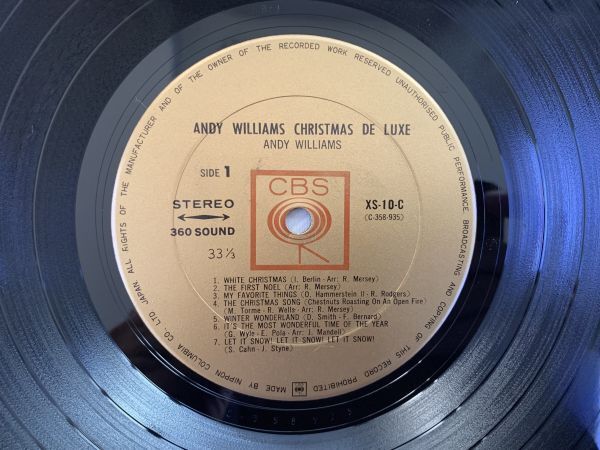 ALL RIGHTS OF THE MANUFACTURER AND OF THE OWNER OF THE RECORDED WORK RESERVED UNAUTHORISED PUBLIC PERFORMANCE BROADCASTING AND COPYING OF THIS RECORD PROHIBITED
MADE BY NIPPON COLUMBIA CO. LTD. JAPAN
ANDY WILLIAMS CHRISTMAS DE LUXE
ANDY WILLIAMS
SIDE 1
CBS
STEREO
360 SOUND
XS-10-C
(C-358-935)
33⅓
1. WHITE CHRISTMAS (I. Berlin - Arr: R. Mersey)
2. THE FIRST NOEL (Arr: R. Mersey)
3. MY FAVORITE THINGS (O. Hammerstein II - R. Rodgers)
4. THE CHRISTMAS SONG (Chestnuts Roasting On An Open Fire)
(M. Torme - R. Wells - Arr: R. Mersey)
5. WINTER WONDERLAND (D. Smith - F. Bernard)
6. IT'S THE MOST WONDERFUL TIME OF THE YEAR
(G. Wyle - E. Pola - Arr: J. Mandell)
7. LET IT SNOW! LET IT SNOW! LET IT SNOW!
(S. Cahn - J. Styne)